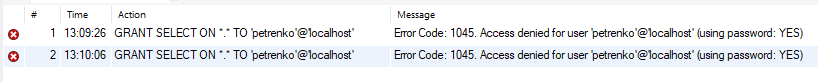 # Time Action Message
1 13:09:26 GRANT SELECT ON *.* TO 'petrenko'@'localhost' Error Code: 1045. Access denied for user 'petrenko'@'localhost' (using password: YES)
2 13:10:06 GRANT SELECT ON *.* TO 'petrenko'@'localhost' Error Code: 1045. Access denied for user 'petrenko'@'localhost' (using password: YES)